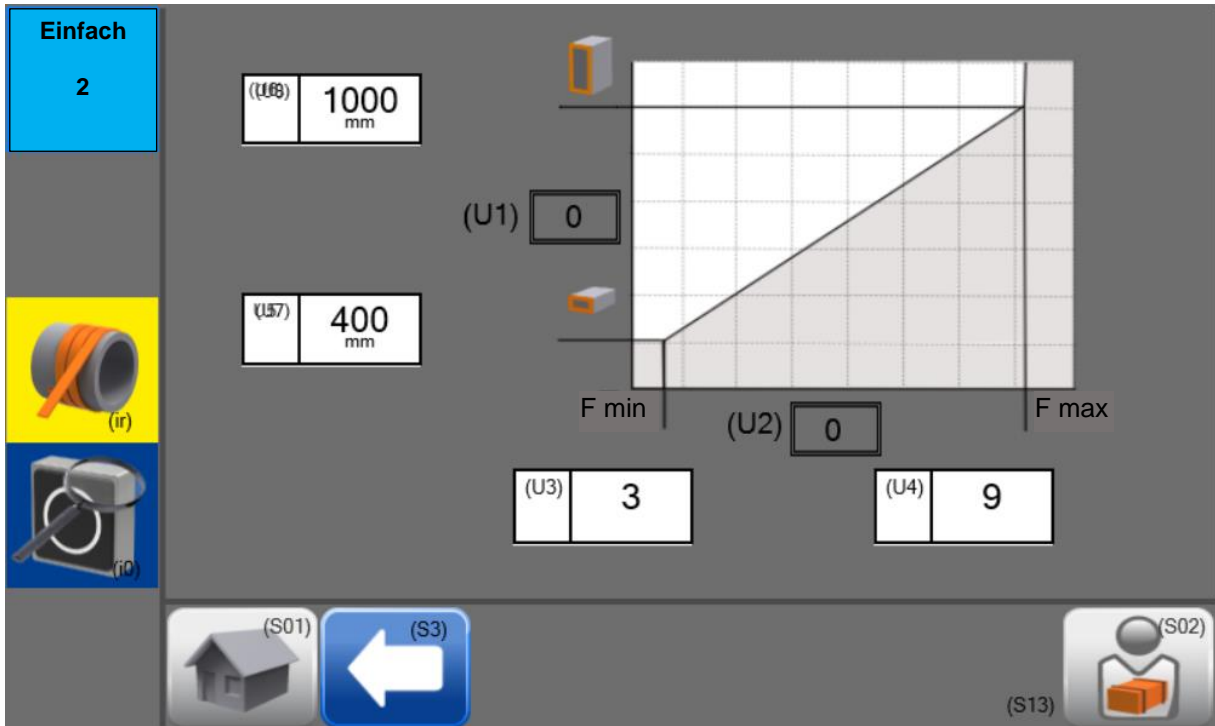 Einfach
2
1000
mm
(U1) 0
400
mm
F min
F max
(U2) 0
(U3) 3
(U4) 9
(ir)
(i0)
(S01)
(S3)
(S02)
(S13)